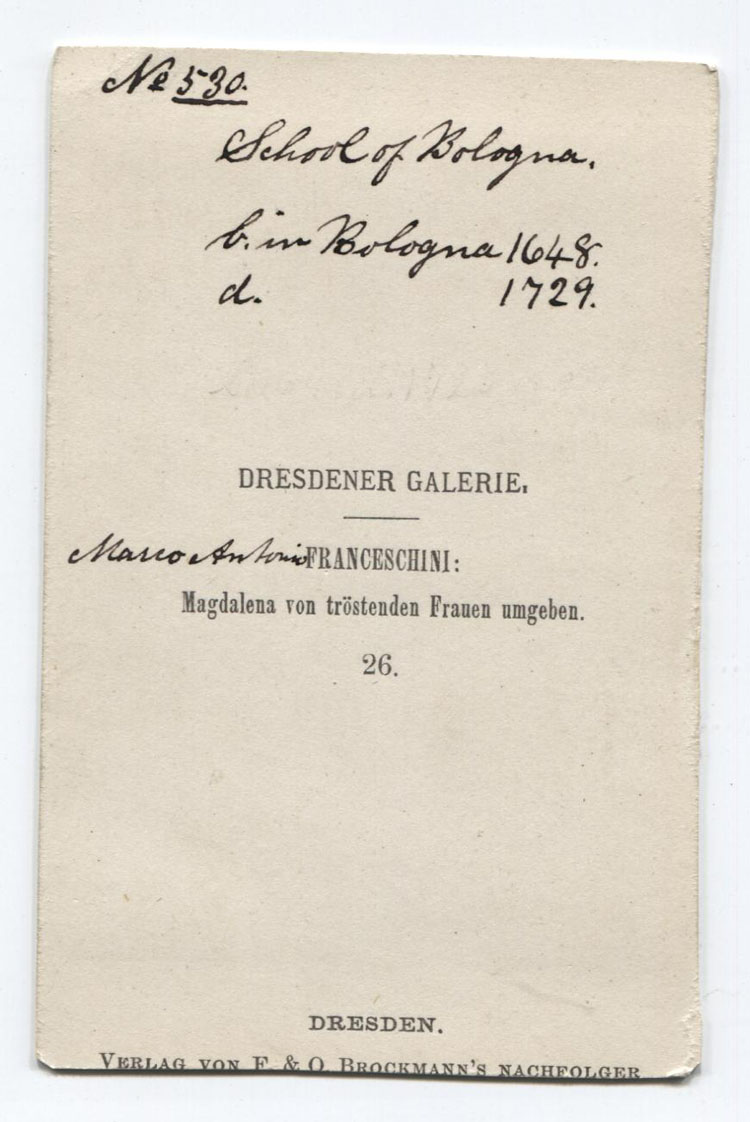 No 530.
School of Bologna.
b. in Bologna 1648.
d. 1729.
DRESDENER GALERIE.
Marco Antonio FRANCESCHINI:
Magdalena von tröstenden Frauen umgeben.
26.
DRESDEN.
VERLAG VON F. & O. BROCKMANN'S NACHFOLGER